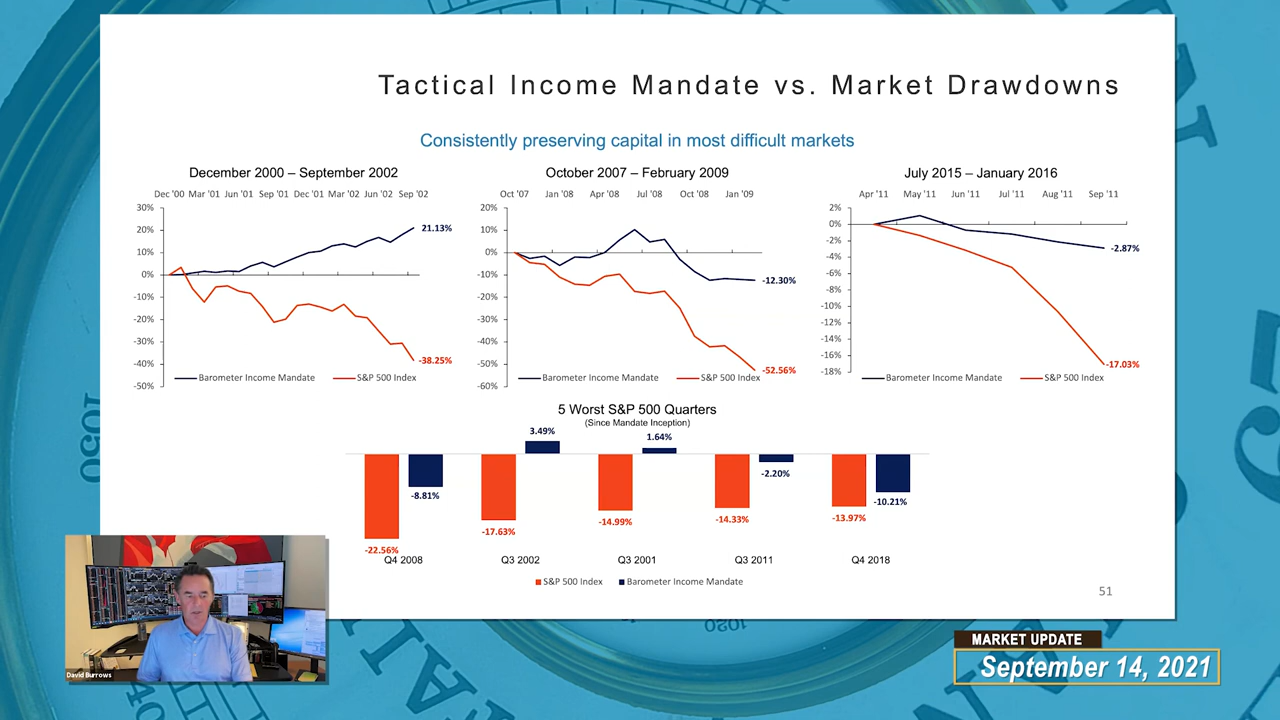 Tactical Income Mandate vs. Market Drawdowns
Consistently preserving capital in most difficult markets
December 2000 – September 2002
Dec '00 Mar '01 Jun '01 Sep '01 Dec '01 Mar '02 Jun '02 Sep '02
30%
20%
10%
0%
-10%
-20%
-30%
-40%
-50%
21.13%
-38.25%
Barometer Income Mandate
S&P 500 Index
October 2007 – February 2009
Oct '07 Jan '08 Apr '08 Jul '08 Oct '08 Jan '09
20%
10%
0%
-10%
-20%
-30%
-40%
-50%
-60%
-12.30%
-52.56%
Barometer Income Mandate
S&P 500 Index
July 2015 – January 2016
Apr '11 May '11 Jun '11 Jul '11 Aug '11 Sep '11
2%
0%
-2%
-4%
-6%
-8%
-10%
-12%
-14%
-16%
-18%
-2.87%
-17.03%
Barometer Income Mandate
S&P 500 Index
5 Worst S&P 500 Quarters
(Since Mandate Inception)
3.49%
1.64%
-2.20%
-8.81%
-10.21%
-22.56%
-17.63%
-14.99%
-14.33%
-13.97%
Q4 2008
Q3 2002
Q3 2001
Q3 2011
Q4 2018
S&P 500 Index
Barometer Income Mandate
51
David Burrows
MARKET UPDATE
September 14, 2021
1050
1020
140